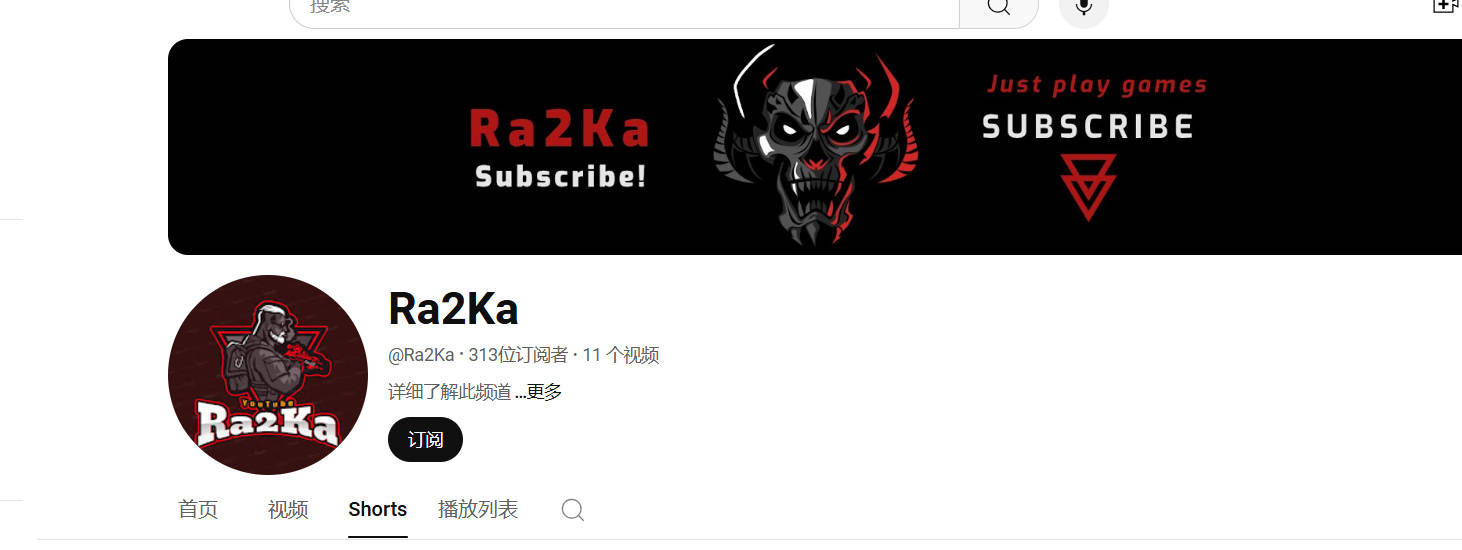 搜索
Ra2Ka
Subscribe!
Just play games
SUBSCRIBE
YouTube
Ra2Ka
Ra2Ka
@Ra2Ka · 313位订阅者 · 11 个视频
详细了解此频道 ...更多
订阅
首页 视频 Shorts 播放列表